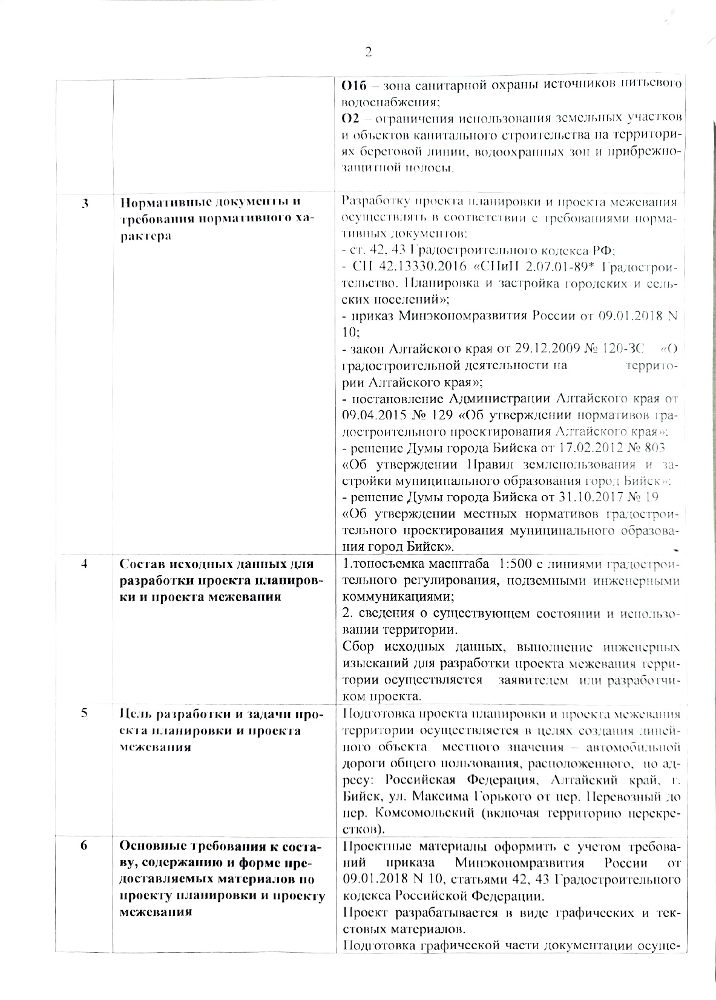 2
О1б – зона санитарной охраны источников питьевого
водоснабжения;
О2 – ограничения использования земельных участков
и объектов капитального строительства на территори-
ях береговой линии, водоохранных зон и прибрежно-
защитной полосы.
3
Нормативные документы и
требования нормативного ха-
рактера
Разработку проекта планировки и проекта межевания
осуществлять в соответствии с требованиями норма-
тивных документов:
- ст. 42, 43 Градостроительного кодекса РФ;
- СП 42.13330.2016 «СНиП 2.07.01-89* Градострои-
тельство. Планировка и застройка городских и сель-
ских поселений»;
- приказ Минэкономразвития России от 09.01.2018 N
10;
- закон Алтайского края от 29.12.2009 № 120-ЗС «О
градостроительной деятельности на террито-
рии Алтайского края»;
- постановление Администрации Алтайского края от
09.04.2015 № 129 «Об утверждении нормативов гра-
достроительного проектирования Алтайского края»;
- решение Думы города Бийска от 17.02.2012 № 803
«Об утверждении Правил землепользования и за-
стройки муниципального образования город Бийск»;
- решение Думы города Бийска от 31.10.2017 № 19
«Об утверждении местных нормативов градострои-
тельного проектирования муниципального образова-
ния город Бийск».
4
Состав исходных данных для
разработки проекта планиров-
ки и проекта межевания
1.топосъемка масштаба 1:500 с линиями градострои-
тельного регулирования, подземными инженерными
коммуникациями;
2. сведения о существующем состоянии и использо-
вании территории.
Сбор исходных данных, выполнение инженерных
изысканий для разработки проекта межевания терри-
тории осуществляется заявителем или разработчи-
ком проекта.
5
Цель разработки и задачи про-
екта планировки и проекта
межевания
Подготовка проекта планировки и проекта межевания
территории осуществляется в целях создания линей-
ного объекта местного значения – автомобильной
дороги общего пользования, расположенного, по ад-
ресу: Российская Федерация, Алтайский край, г.
Бийск, ул. Максима Горького от пер. Перевозный до
пер. Комсомольский (включая территорию перекре-
стков).
6
Основные требования к соста-
ву, содержанию и форме пре-
доставляемых материалов по
проекту планировки и проекту
межевания
Проектные материалы оформить с учетом требова-
ний приказа Минэкономразвития России от
09.01.2018 N 10, статьями 42, 43 Градостроительного
кодекса Российской Федерации.
Проект разрабатывается в виде графических и тек-
стовых материалов.
Подготовка графической части документации осуще-